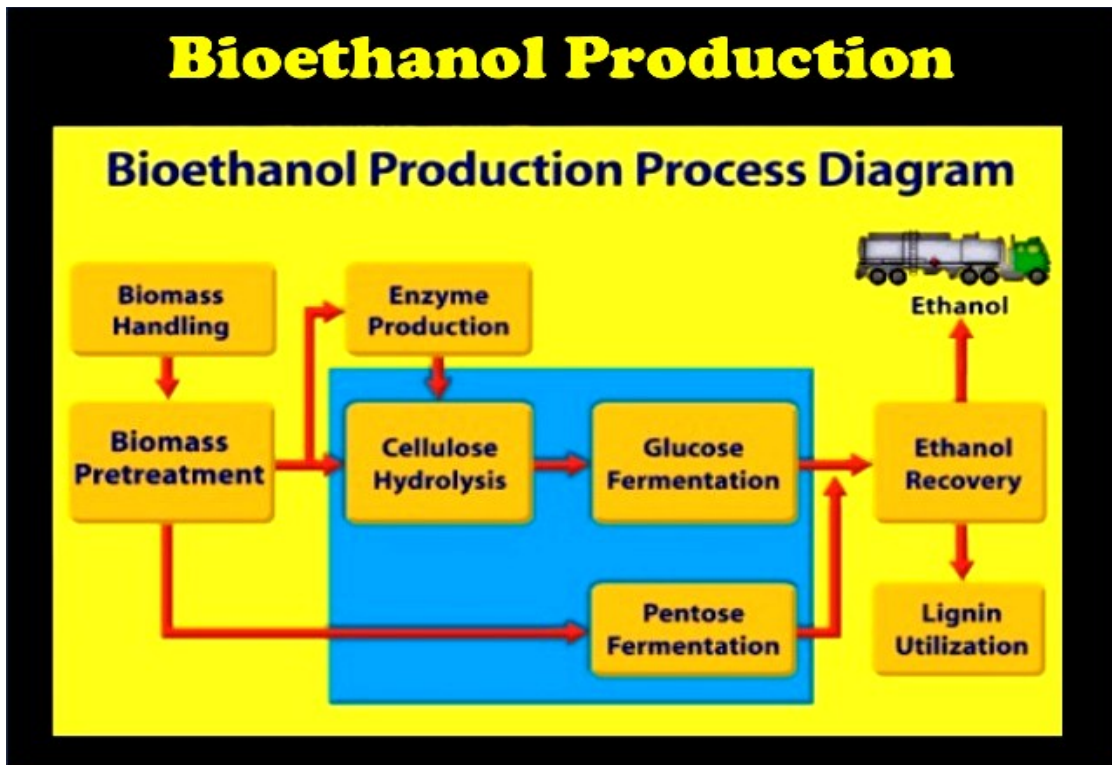 Bioethanol Production
Bioethanol Production Process Diagram
Biomass
Handling
Enzyme
Production
Ethanol
Biomass
Pretreatment
Cellulose
Hydrolysis
Glucose
Fermentation
Ethanol
Recovery
Pentose
Fermentation
Lignin
Utilization